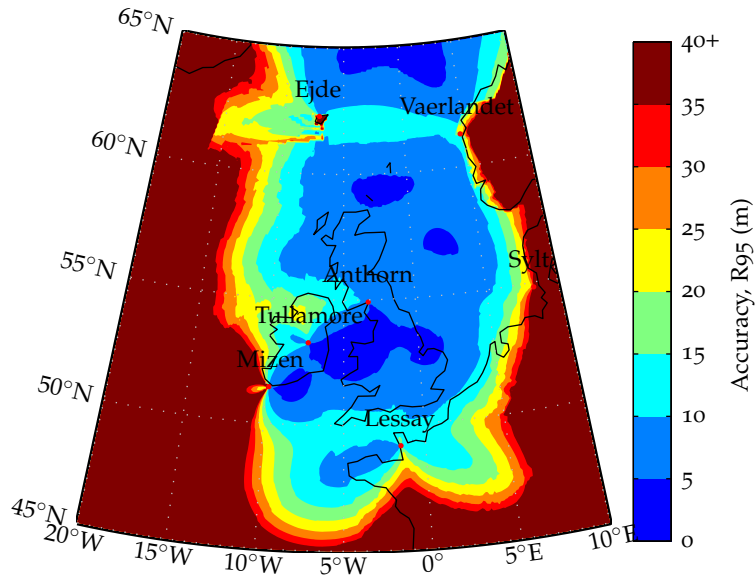 65°N
60°N
55°N
50°N
45°N
20°W
15°W
10°W
5°W
0°
5°E
10°E
Ejde
Vaerlandet
Sylt
Anthorn
Tullamore
Mizen
Lessay
40+
35
30
25
20
15
10
5
0
Accuracy, R95 (m)